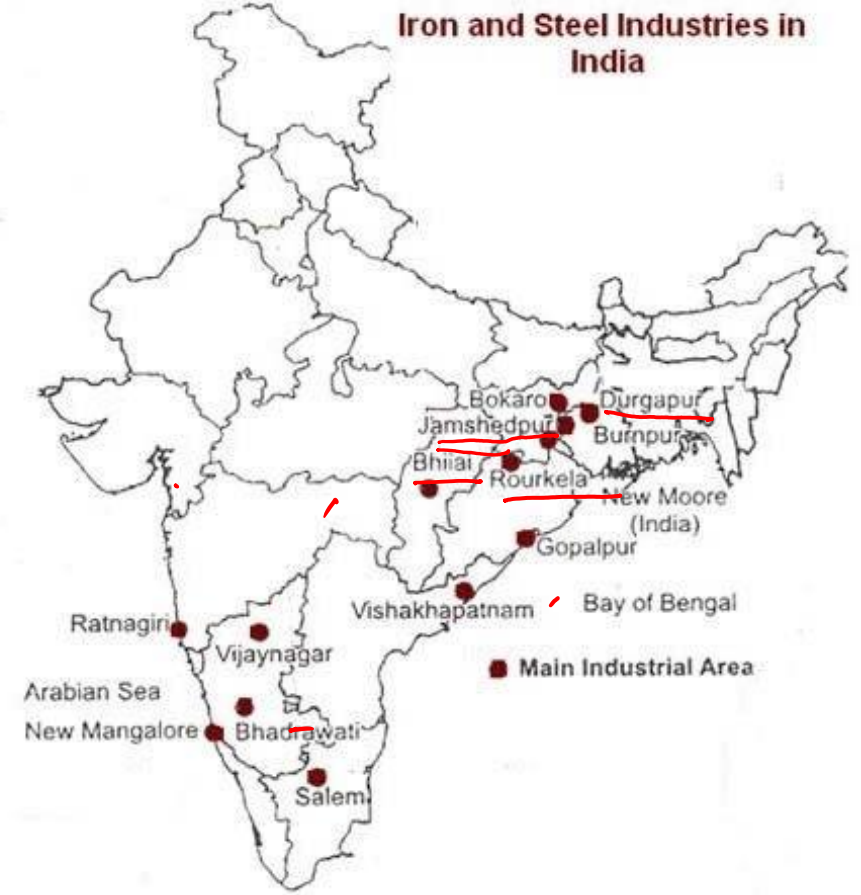 Iron and Steel Industries in
India
Bokaro
Durgapur
Jamshedpur
Burnpur
Bhiiai
Rourkela
New Moore
(India)
Gopalpur
Vishakhapatnam
Bay of Bengal
Ratnagiri
Vijaynagar
Main Industrial Area
Arabian Sea
New Mangalore
Bhadrawati
Salem